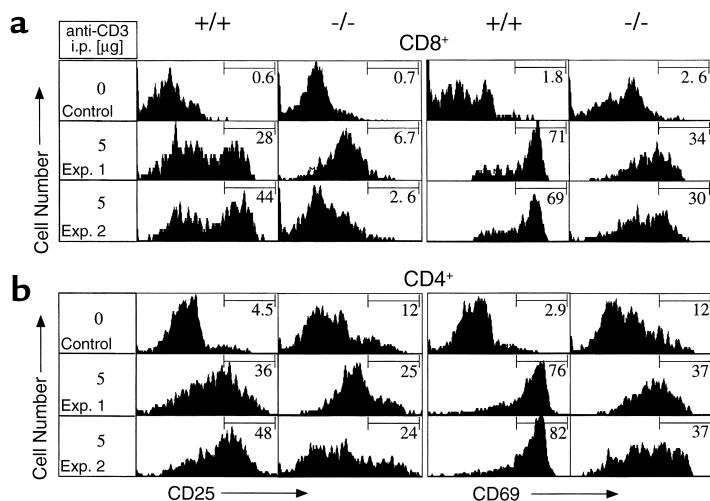 a
anti-CD3
i.p. [µg]
+/+ -/- +/+ -/-
CD8+
0
Control
0.6 0.7 1.8 2.6
5
Exp. 1
28 6.7 71 34
5
Exp. 2
44 2.6 69 30
Cell Number
b
CD4+
0
Control
4.5 12 2.9 12
5
Exp. 1
36 25 76 37
5
Exp. 2
48 24 82 37
Cell Number
CD25 CD69